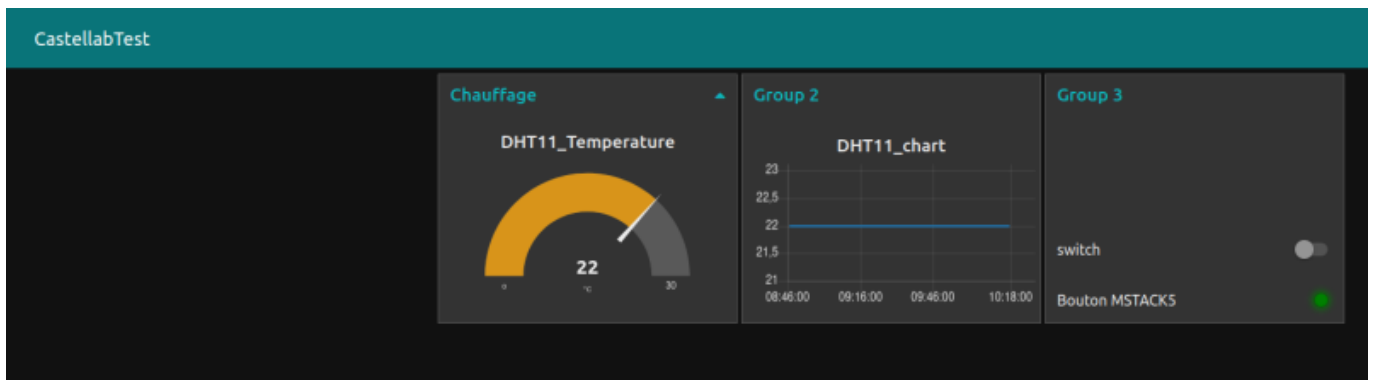 CastellabTest
Chauffage
DHT11_Temperature
22
0
°C
30
Group 2
DHT11_chart
23
22,5
22
21,5
21
08:46:00 09:16:00 09:46:00 10:18:00
Group 3
switch
Bouton MSTACK5